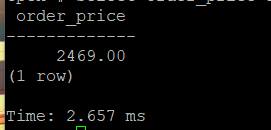 order_price
-------------
2469.00
(1 row)
Time: 2.657 ms